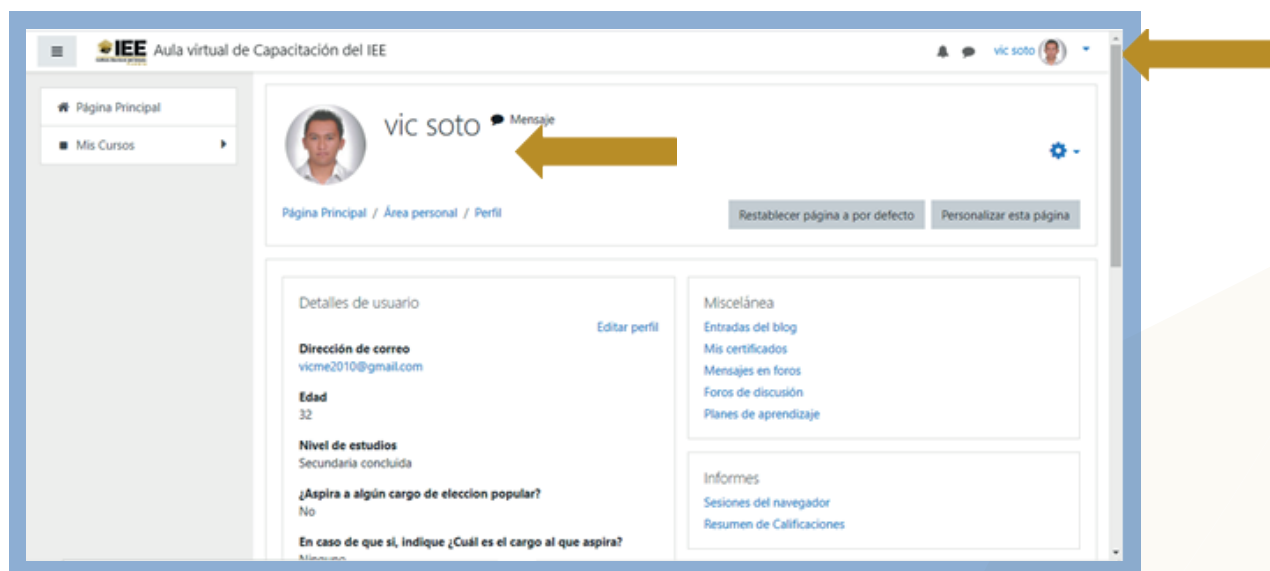 IEE Aula virtual de Capacitación del IEE
vic soto
Página Principal
Mis Cursos
vic soto Mensaje
Página Principal / Área personal / Perfil
Restablecer página a por defecto
Personalizar esta página
Detalles de usuario
Editar perfil
Dirección de correo
vicme2010@gmail.com
Edad
32
Nivel de estudios
Secundaria concluida
¿Aspira a algún cargo de eleccion popular?
No
En caso de que si, indique ¿Cuál es el cargo al que aspira?
Ninguno
Miscelánea
Entradas del blog
Mis certificados
Mensajes en foros
Foros de discusión
Planes de aprendizaje
Informes
Sesiones del navegador
Resumen de Calificaciones